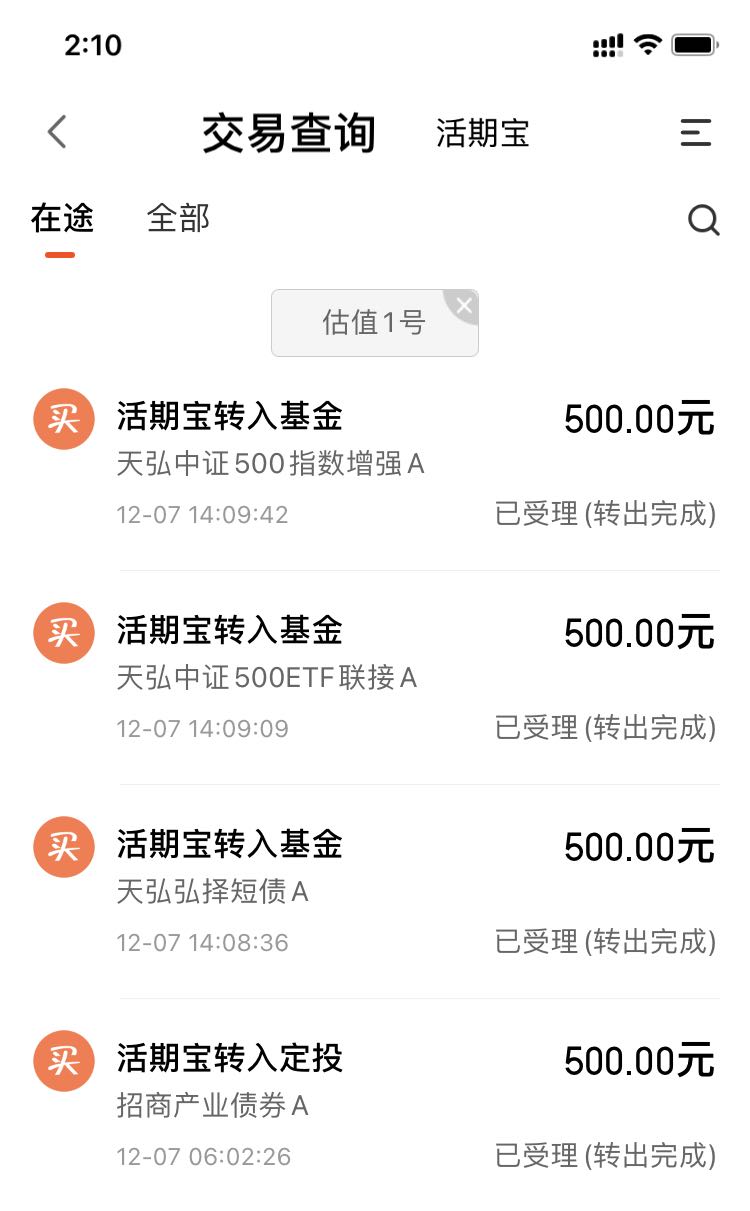 2:10
交易查询 活期宝
在途 全部
估值1号
买 活期宝转入基金 500.00元
天弘中证500指数增强A
12-07 14:09:42 已受理(转出完成)
买 活期宝转入基金 500.00元
天弘中证500ETF联接A
12-07 14:09:09 已受理(转出完成)
买 活期宝转入基金 500.00元
天弘弘择短债A
12-07 14:08:36 已受理(转出完成)
买 活期宝转入定投 500.00元
招商产业债券A
12-07 06:02:26 已受理(转出完成)